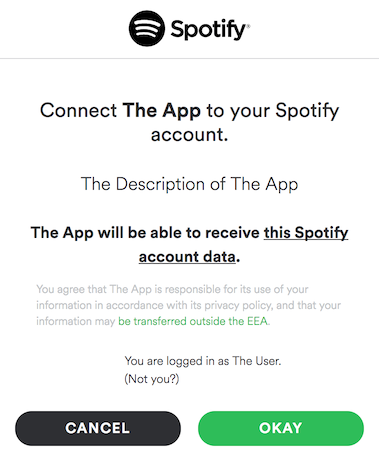 Spotify®
Connect The App to your Spotify
account.
The Description of The App
The App will be able to receive this Spotify
account data.
You agree that The App is responsible for its use of your
information in accordance with its privacy policy, and that your
information may be transferred outside the EEA.
You are logged in as The User.
(Not you?)
CANCEL
OKAY